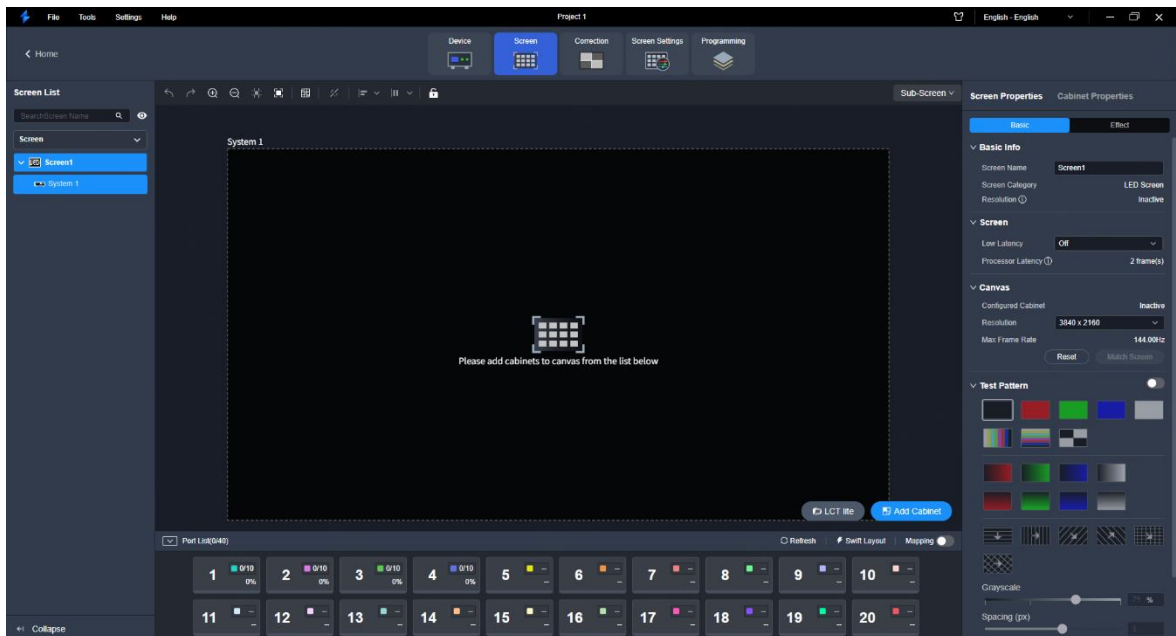 File Tools Settings Help Project 1 English - English
Home
Device Screen Correction Screen Settings Programming
Screen List
SearchScreen Name
Screen
Screen1
System 1
Sub-Screen
System 1
Please add cabinets to canvas from the list below
LCT lite Add Cabinet
Port List(0/40) Refresh Swift Layout Mapping
1 0/10 0% 2 0/10 0% 3 0/10 0% 4 0/10 0% 5 -- -- 6 -- -- 7 -- -- 8 -- -- 9 -- -- 10 -- --
11 -- -- 12 -- -- 13 -- -- 14 -- -- 15 -- -- 16 -- -- 17 -- -- 18 -- -- 19 -- -- 20 -- --
Collapse
Screen Properties Cabinet Properties
Basic Effect
Basic Info
Screen Name Screen1
Screen Category LED Screen
Resolution Inactive
Screen
Low Latency Off
Processor Latency 2 frame(s)
Canvas
Configured Cabinet Inactive
Resolution 3840 x 2160
Max Frame Rate 144.00Hz
Reset Match Screen
Test Pattern
Grayscale
%
Spacing (px)